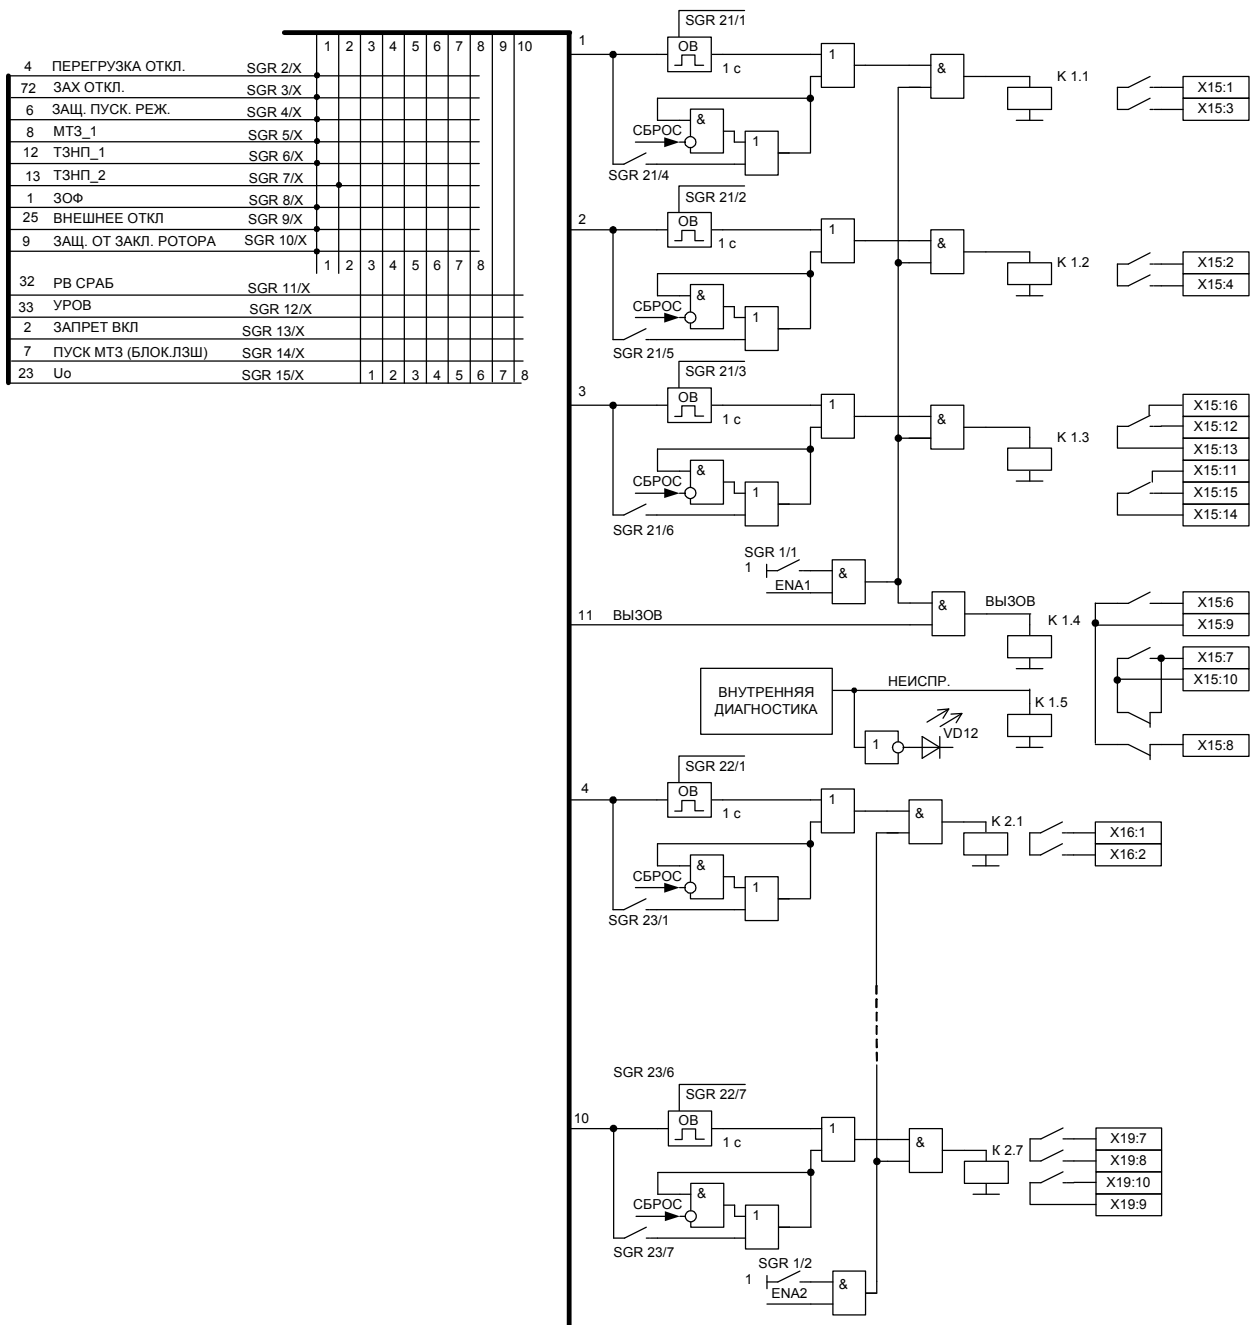 1 2 3 4 5 6 7 8 9 10
4 ПЕРЕГРУЗКА ОТКЛ. SGR 2/X
72 ЗАХ ОТКЛ. SGR 3/X
6 ЗАЩ. ПУСК. РЕЖ. SGR 4/X
8 МТЗ_1 SGR 5/X
12 ТЗНП_1 SGR 6/X
13 ТЗНП_2 SGR 7/X
1 ЗОФ SGR 8/X
25 ВНЕШНЕЕ ОТКЛ SGR 9/X
9 ЗАЩ. ОТ ЗАКЛ. РОТОРА SGR 10/X
1 2 3 4 5 6 7 8
32 РВ СРАБ SGR 11/X
33 УРОВ SGR 12/X
2 ЗАПРЕТ ВКЛ SGR 13/X
7 ПУСК МТЗ (БЛОК.ЛЗШ) SGR 14/X
23 Uo SGR 15/X
1 2 3 4 5 6 7 8
SGR 21/1
1 ОВ 1 & K 1.1
1 с
X15:1
X15:3
&
СБРОС 1
SGR 21/4
SGR 21/2
2 ОВ 1 & K 1.2
1 с
X15:2
X15:4
&
СБРОС 1
SGR 21/5
SGR 21/3
3 ОВ 1 & K 1.3
1 с
X15:16
X15:12
X15:13
X15:11
X15:15
X15:14
&
СБРОС 1
SGR 21/6
SGR 1/1
1 &
ENA1
11 ВЫЗОВ & ВЫЗОВ K 1.4
X15:6
X15:9
X15:7
X15:10
X15:8
ВНУТРЕННЯЯ
ДИАГНОСТИКА
НЕИСПР.
K 1.5
1 VD12
SGR 22/1
4 ОВ 1 & K 2.1
1 с
X16:1
X16:2
&
СБРОС 1
SGR 23/1
SGR 23/6
SGR 22/7
10 ОВ 1 & K 2.7
1 с
X19:7
X19:8
X19:10
X19:9
&
СБРОС 1
SGR 23/7
SGR 1/2
1 &
ENA2